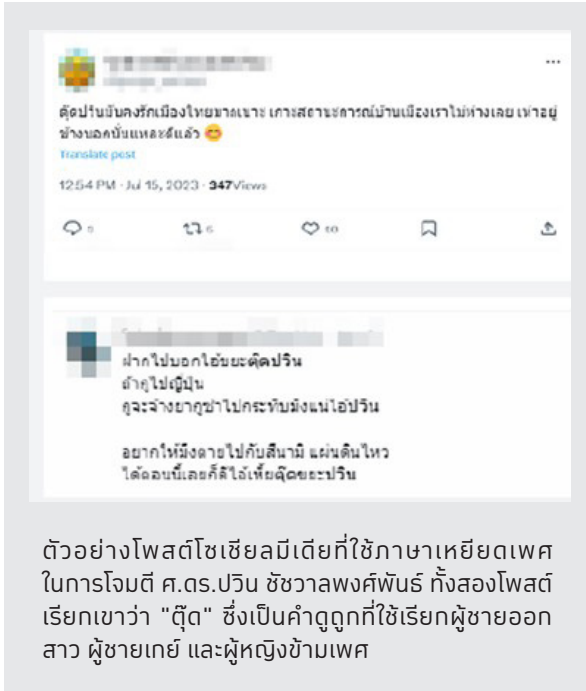 ตุ๊ดปวินมันคงรักเมืองไทยมากเนาะ เกาะสถานะการณ์บ้านเมืองเราไม่ห่างเลย เห่าอยู่
ข้างนอกนั่นแหละดีแล้ว 😁
Translate post
12:54 PM · Jul 15, 2023 · 347 Views
6
ฝากไปบอกไอ้ขยะตุ๊ดปวิน
ถ้ากูไปญี่ปุ่น
กูจะจ้างยากูซ่าไปกระทืบมึงแน่ไอ้ปวิน
อยากให้มึงตายไปกับสึนามิ แผ่นดินไหว
ได้ตอนนี้เลยก็ดีไอ้เหี้ยตุ๊ดขยะปวิน
ตัวอย่างโพสต์โซเชียลมีเดียที่ใช้ภาษาเหยียดเพศ
ในการโจมตี ศ.ดร.ปวิน ชัชวาลพงศ์พันธ์ ทั้งสองโพสต์
เรียกเขาว่า "ตุ๊ด" ซึ่งเป็นคำดูถูกที่ใช้เรียกผู้ชายออก
สาว ผู้ชายเกย์ และผู้หญิงข้ามเพศ